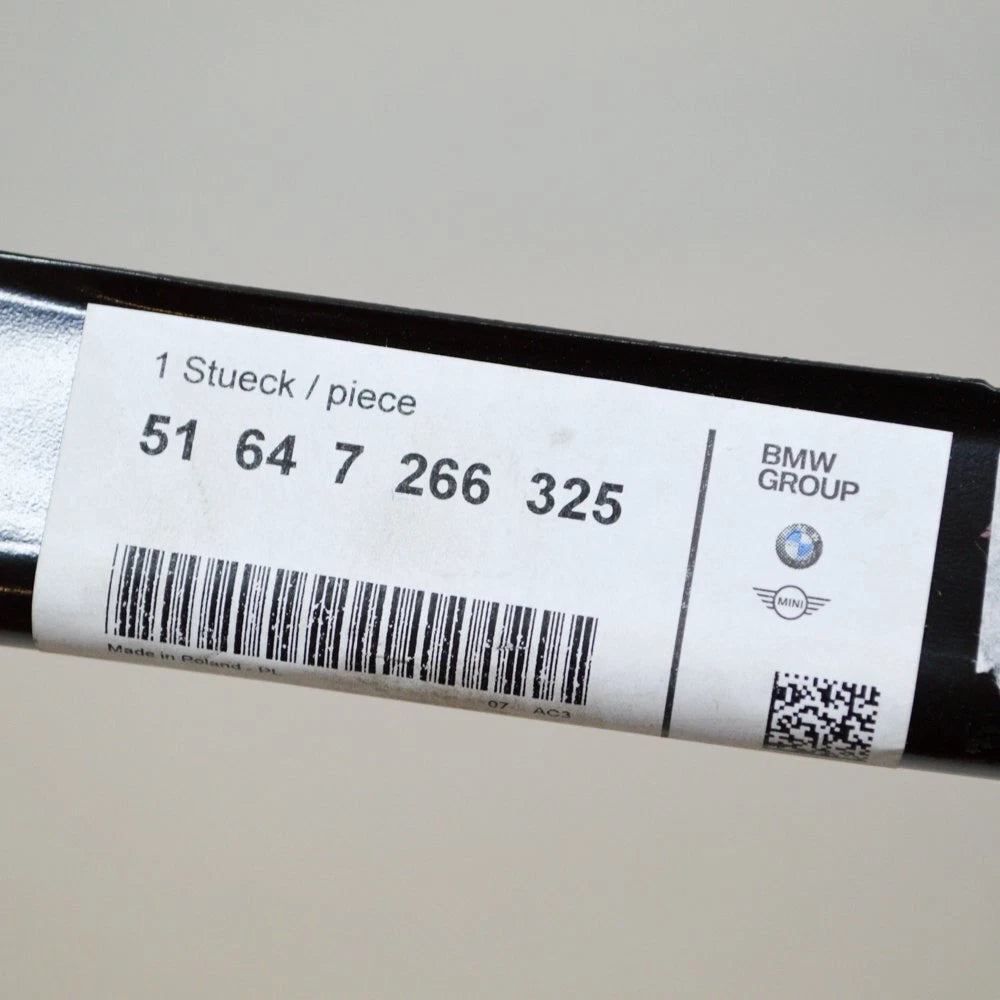 1 Stueck / piece
51 64 7 266 325
Made in Poland - PL
07 AC3
BMW
GROUP
MINI